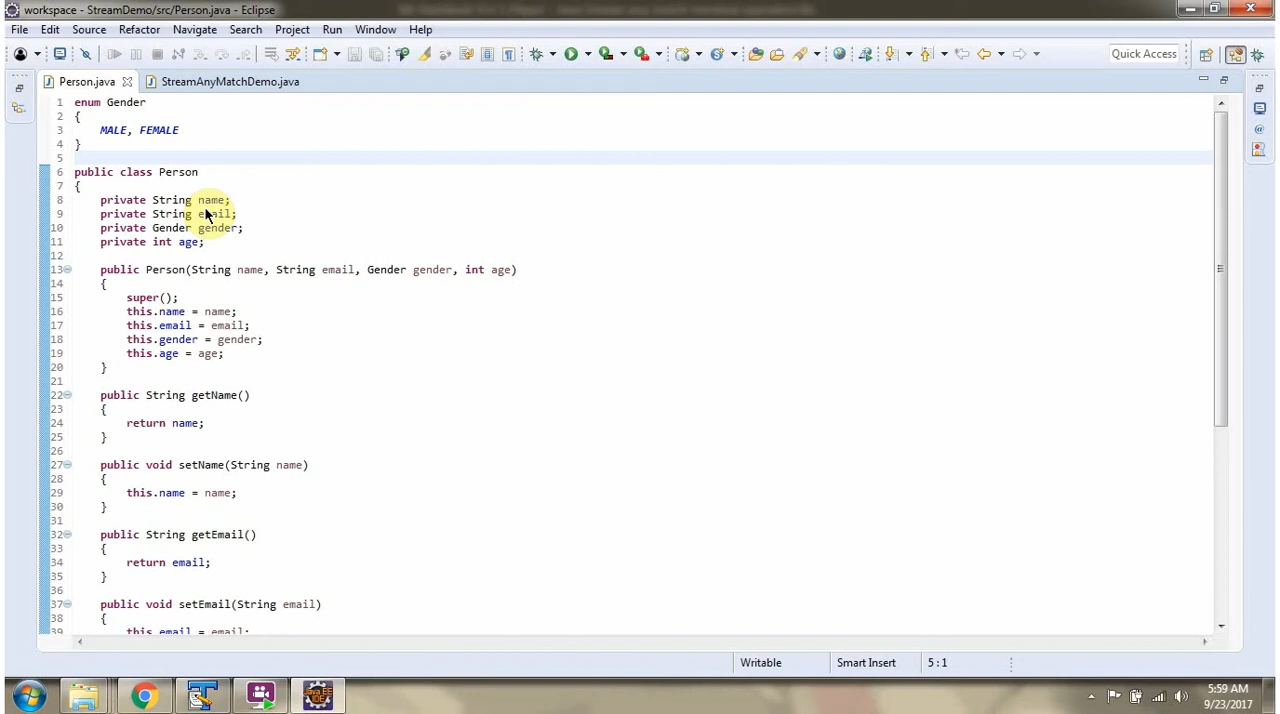 workspace - StreamDemo/src/Person.java - Eclipse
File Edit Source Refactor Navigate Search Project Run Window Help
Quick Access
Person.java StreamAnyMatchDemo.java
1 enum Gender
2 {
3 MALE, FEMALE
4 }
5
6 public class Person
7 {
8 private String name;
9 private String email;
10 private Gender gender;
11 private int age;
12
13 public Person(String name, String email, Gender gender, int age)
14 {
15 super();
16 this.name = name;
17 this.email = email;
18 this.gender = gender;
19 this.age = age;
20 }
21
22 public String getName()
23 {
24 return name;
25 }
26
27 public void setName(String name)
28 {
29 this.name = name;
30 }
31
32 public String getEmail()
33 {
34 return email;
35 }
36
37 public void setEmail(String email)
38 {
39 this.email = email;
Writable Smart Insert 5 : 1
Java EE IDE
5:59 AM
9/23/2017